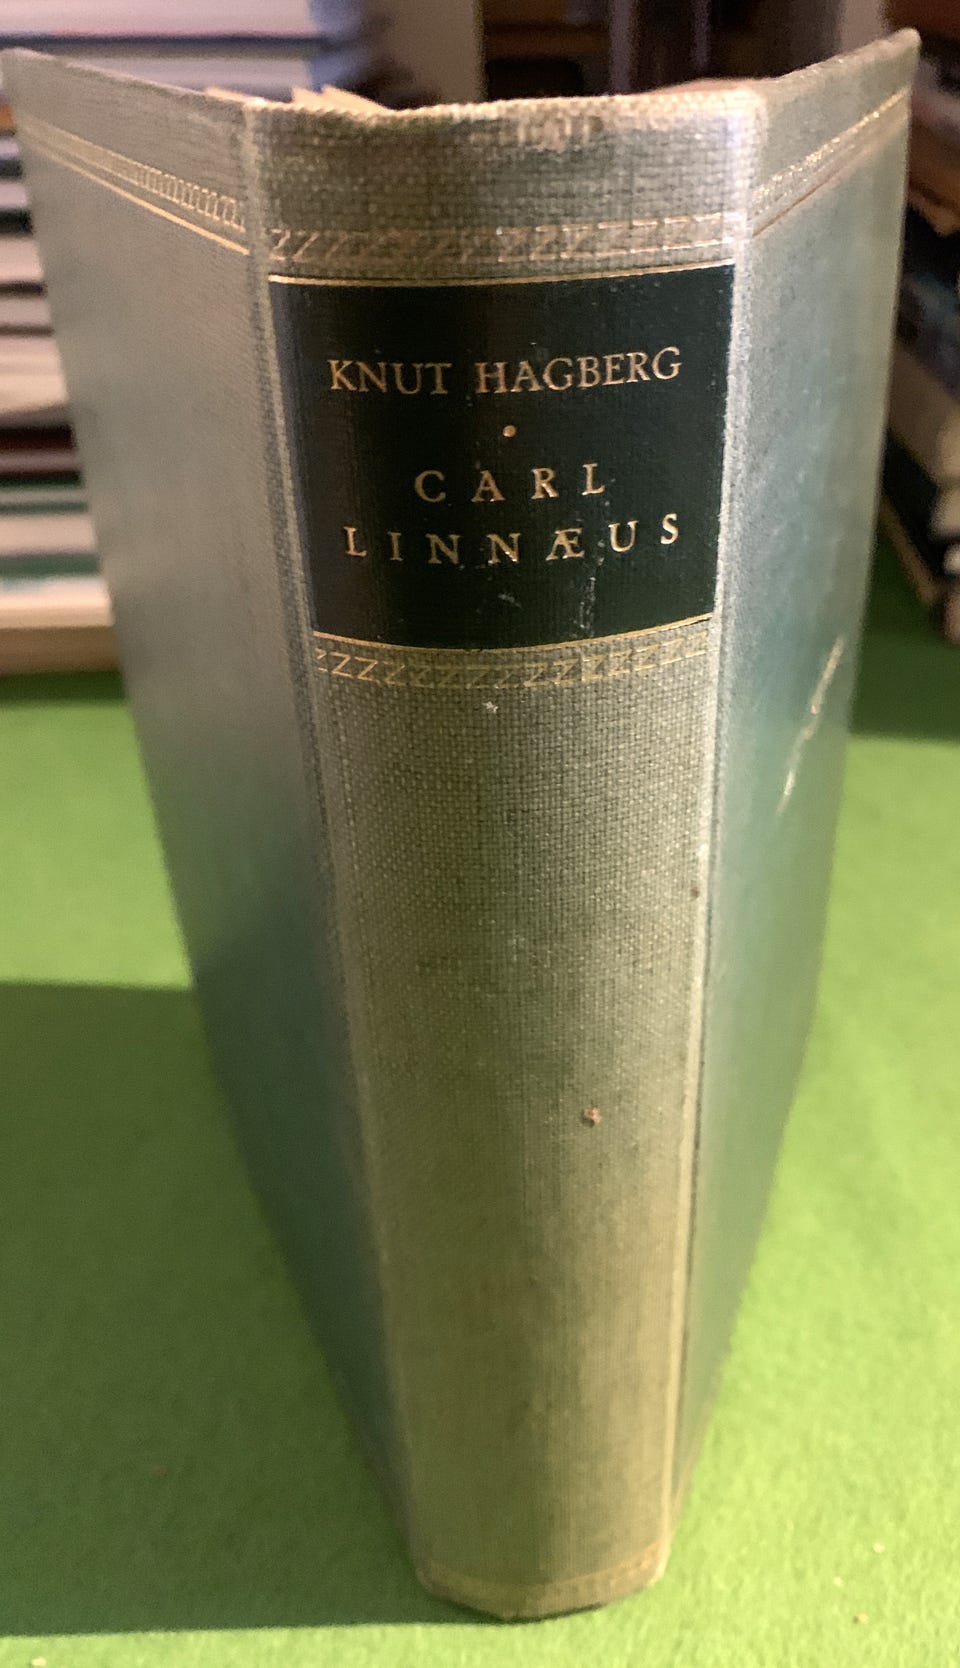 KNUT HAGBERG
•
CARL
LINNÆUS